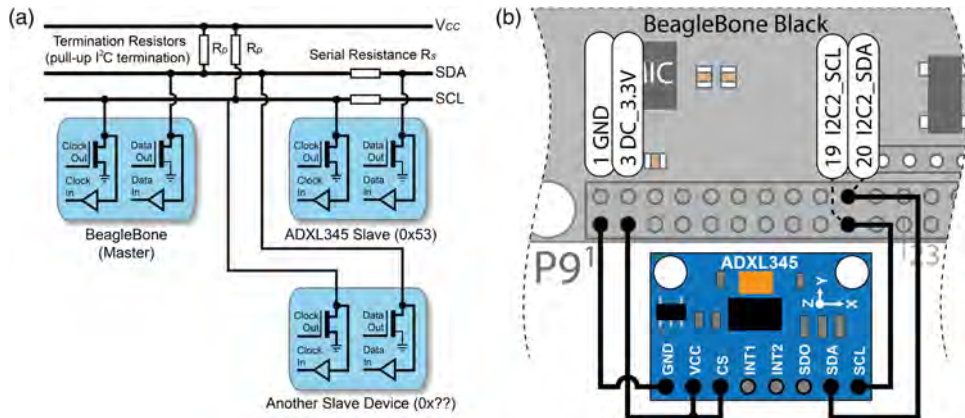 (a)
Vcc
Termination Resistors
(pull-up I²C termination)
Rp
Rp
Serial Resistance Rs
SDA
SCL
Clock
Out
Data
Out
Clock
In
Data
In
BeagleBone
(Master)
Clock
Out
Data
Out
Clock
In
Data
In
ADXL345 Slave (0x53)
Clock
Out
Data
Out
Clock
In
Data
In
Another Slave Device (0x??)
(b)
BeagleBone Black
1 GND
3 DC_3.3V
MIC
19 I2C2_SCL
20 I2C2_SDA
P9
1
23
ADXL345
Y
Z
X
GND
VCC
CS
INT1
INT2
SDO
SDA
SCL